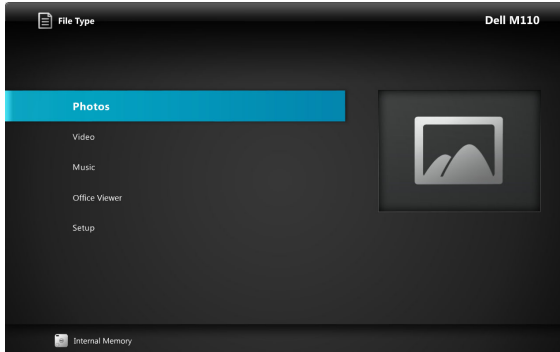 File Type
Dell M110
Photos
Video
Music
Office Viewer
Setup
Internal Memory